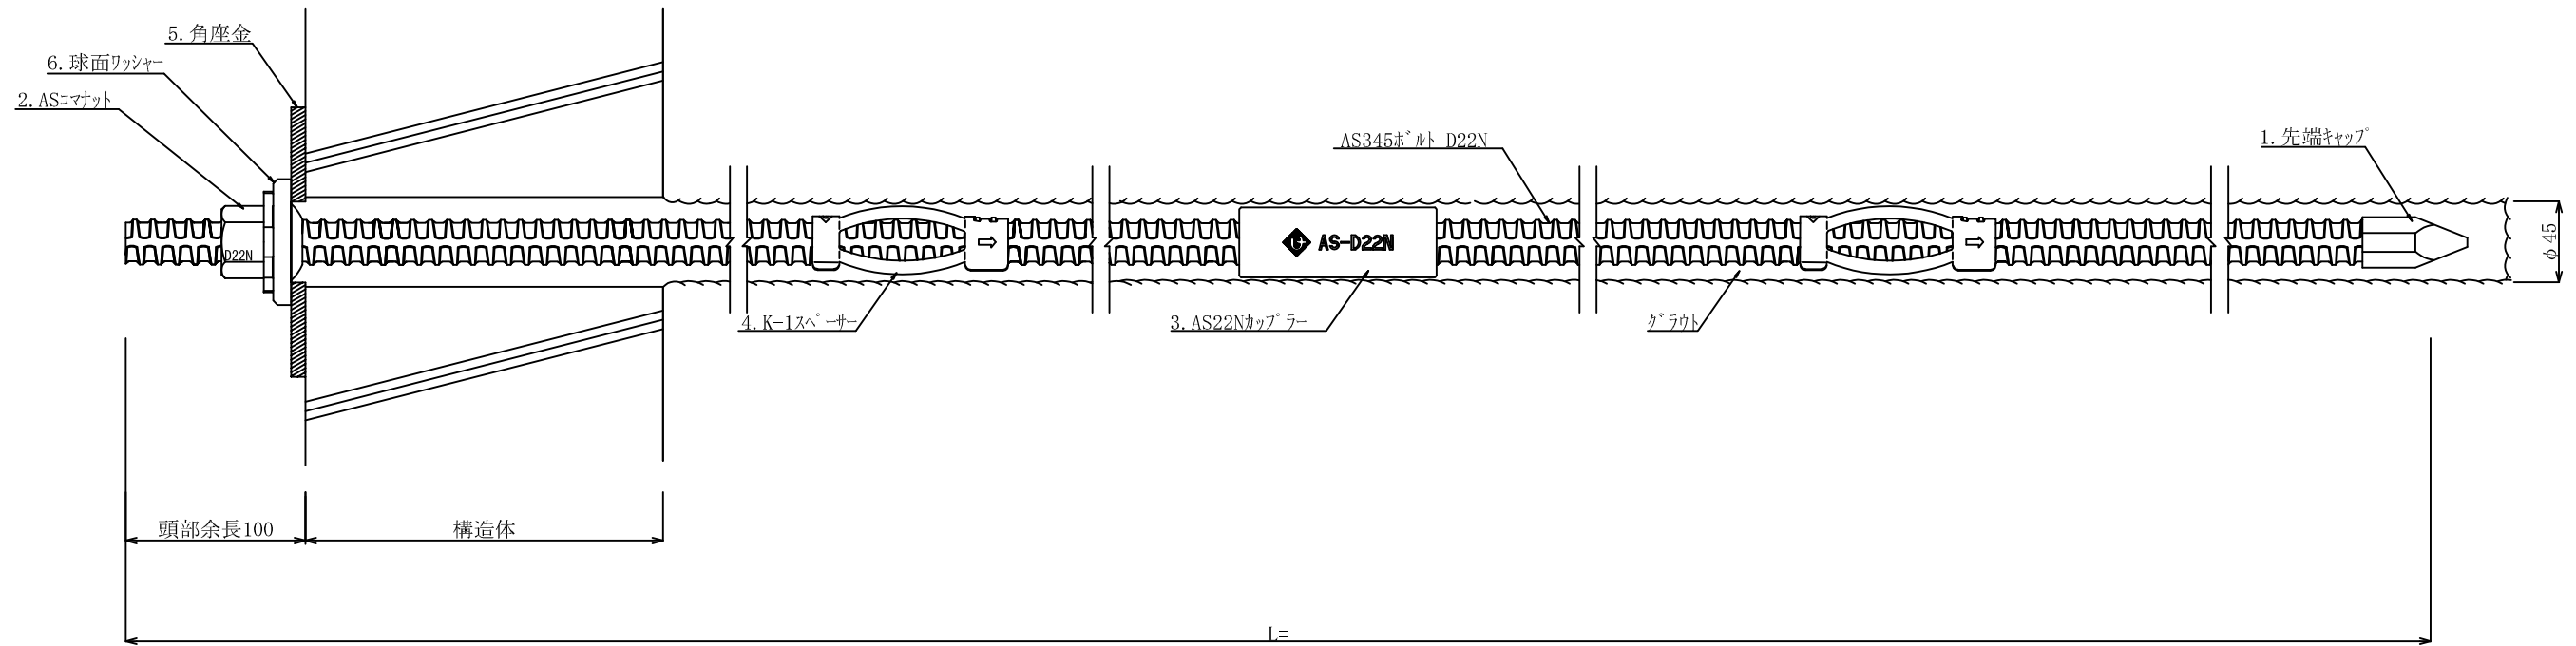 5.角座金
6.球面ﾜｯｼｬｰ
2.ASｺﾏﾅｯﾄ
AS345ﾎﾞﾙﾄ D22N
1.先端ｷｬｯﾌﾟ
D22N
G AS-D22N
φ45
4.K-1ｽﾍﾟｰｻｰ
3.AS22Nｶｯﾌﾟﾗｰ
ｸﾞﾗｳﾄ
頭部余長100
構造体
L=